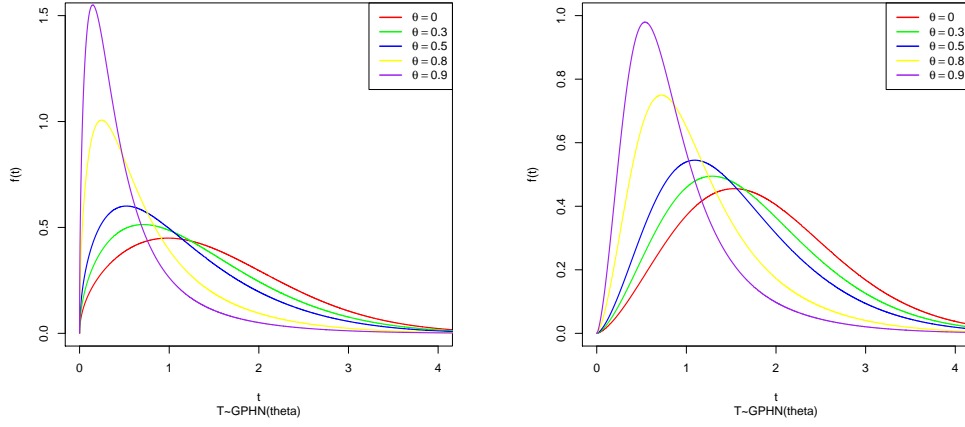 f(t)
0.0
0.5
1.0
1.5
0
1
2
3
4
t
T~GPHN(theta)
θ = 0
θ = 0.3
θ = 0.5
θ = 0.8
θ = 0.9
f(t)
0.0
0.2
0.4
0.6
0.8
1.0
0
1
2
3
4
t
T~GPHN(theta)
θ = 0
θ = 0.3
θ = 0.5
θ = 0.8
θ = 0.9